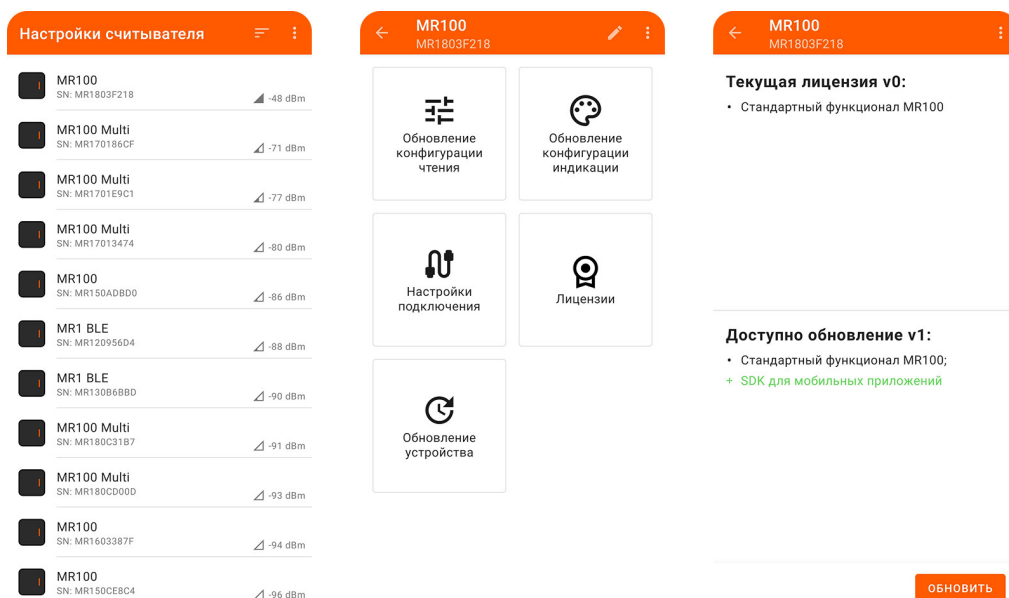 Настройки считывателя
MR100
SN: MR1803F218
-48 dBm
MR100 Multi
SN: MR170186CF
-71 dBm
MR100 Multi
SN: MR1701E9C1
-77 dBm
MR100 Multi
SN: MR17013474
-80 dBm
MR100
SN: MR150ADBD0
-86 dBm
MR1 BLE
SN: MR120956D4
-88 dBm
MR1 BLE
SN: MR130B6BBD
-90 dBm
MR100 Multi
SN: MR180C31B7
-91 dBm
MR100 Multi
SN: MR180CD00D
-93 dBm
MR100
SN: MR1603387F
-94 dBm
MR100
SN: MR150CE8C4
-96 dBm
MR100
MR1803F218
Обновление
конфигурации
чтения
Обновление
конфигурации
индикации
Настройки
подключения
Лицензии
Обновление
устройства
MR100
MR1803F218
Текущая лицензия v0:
• Стандартный функционал MR100
Доступно обновление v1:
• Стандартный функционал MR100;
+ SDK для мобильных приложений
ОБНОВИТЬ